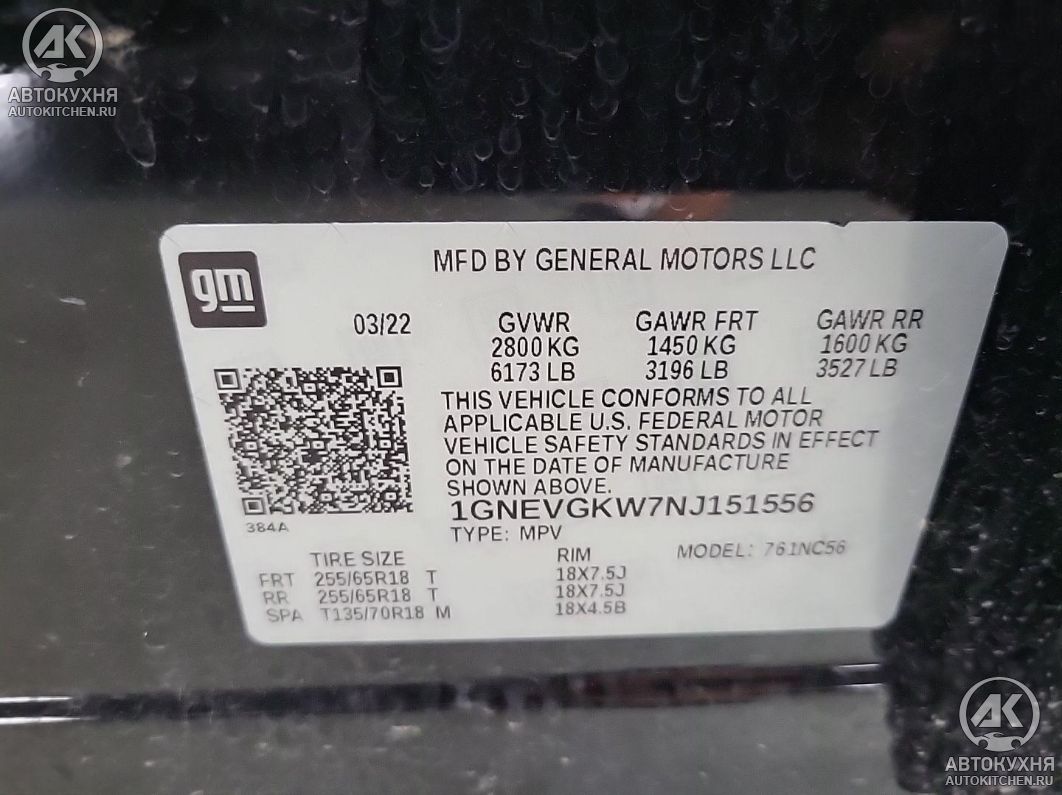 АК
АВТОКУХНЯ
AUTOKITCHEN.RU
gm
MFD BY GENERAL MOTORS LLC
03/22 GVWR GAWR FRT GAWR RR
2800 KG 1450 KG 1600 KG
6173 LB 3196 LB 3527 LB
THIS VEHICLE CONFORMS TO ALL
APPLICABLE U.S. FEDERAL MOTOR
VEHICLE SAFETY STANDARDS IN EFFECT
ON THE DATE OF MANUFACTURE
SHOWN ABOVE.
1GNEVGKW7NJ151556
384A
TYPE: MPV MODEL: 761NC56
TIRE SIZE RIM
FRT 255/65R18 T 18X7.5J
RR 255/65R18 T 18X7.5J
SPA T135/70R18 M 18X4.5B
АК
АВТОКУХНЯ
AUTOKITCHEN.RU